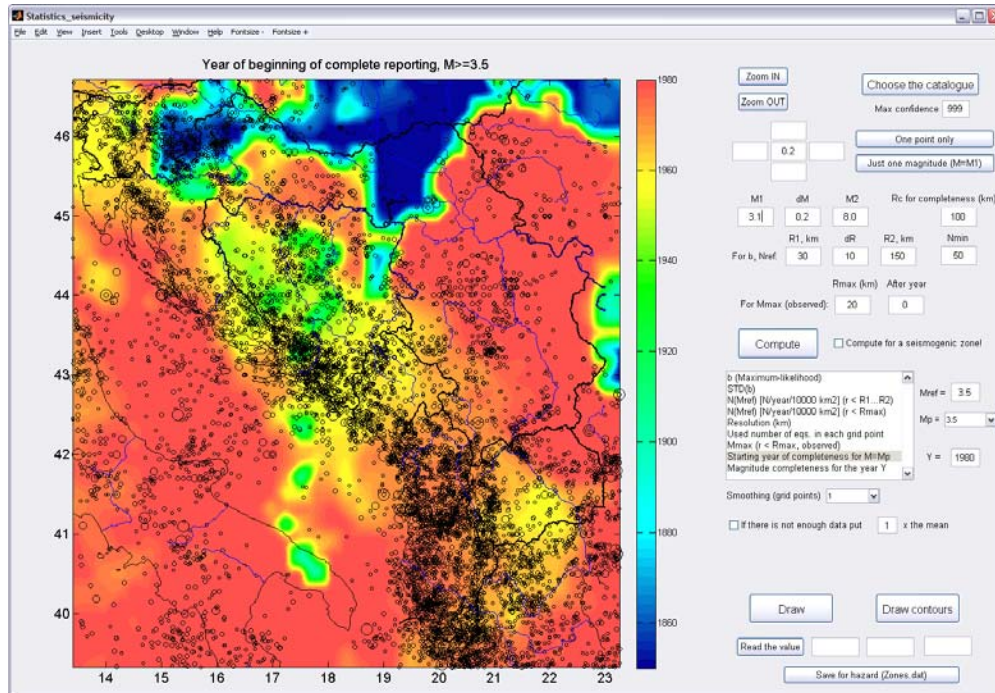 Statistics_seismicity
File Edit View Insert Tools Desktop Window Help Fontsize - Fontsize +
Year of beginning of complete reporting, M>=3.5
46
45
44
43
42
41
40
14 15 16 17 18 19 20 21 22 23
1980
1960
1940
1920
1900
1880
1860
Zoom IN
Zoom OUT
Choose the catalogue
Max confidence 999
0.2
One point only
Just one magnitude (M=M1)
M1 dM M2 Rc for completeness (km)
3.1 0.2 8.0 100
R1, km dR R2, km Nmin
For b, Nref. 30 10 150 50
Rmax (km) After year
For Mmax (observed): 20 0
Compute Compute for a seismogenic zone!
b (Maximum-likelihood)
STD(b)
N(Mref) [N/year/10000 km2] (r < R1...R2)
N(Mref) [N/year/10000 km2] (r < Rmax)
Resolution (km)
Used number of eqs. in each grid point
Mmax (r < Rmax, observed)
Starting year of completeness for M=Mp
Magnitude completeness for the year Y
Mref = 3.5
Mp = 3.5
Y = 1980
Smoothing (grid points) 1
If there is not enough data put 1 x the mean
Draw Draw contours
Read the value
Save for hazard (Zones.dat)